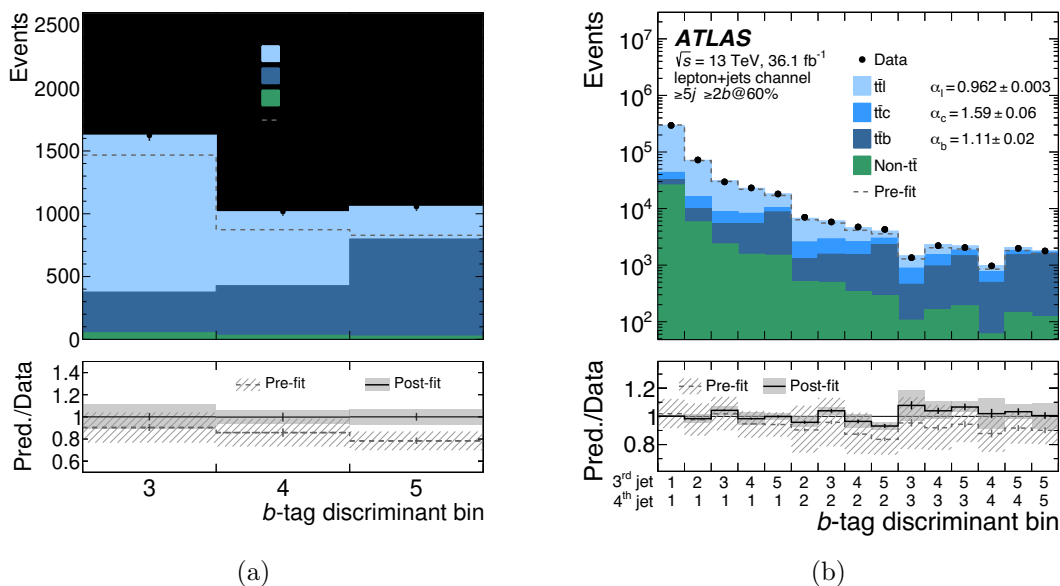 Events
2500
2000
1500
1000
500
0
Pred./Data
1.4
1.2
1
0.8
0.6
Pre-fit
Post-fit
3
4
5
b-tag discriminant bin
(a)
Events
10⁷
10⁶
10⁵
10⁴
10³
10²
ATLAS
√s = 13 TeV, 36.1 fb⁻¹
lepton+jets channel
≥5j ≥2b@60%
Data
tt̄l α_l = 0.962 ± 0.003
tt̄c α_c = 1.59 ± 0.06
tt̄b α_b = 1.11 ± 0.02
Non-tt̄
Pre-fit
Pred./Data
1.2
1
0.8
Pre-fit
Post-fit
3rd jet 1 2 3 4 5 2 3 4 5 3 4 5 4 5 5
4th jet 1 1 1 1 1 2 2 2 2 3 3 3 4 4 5
b-tag discriminant bin
(b)